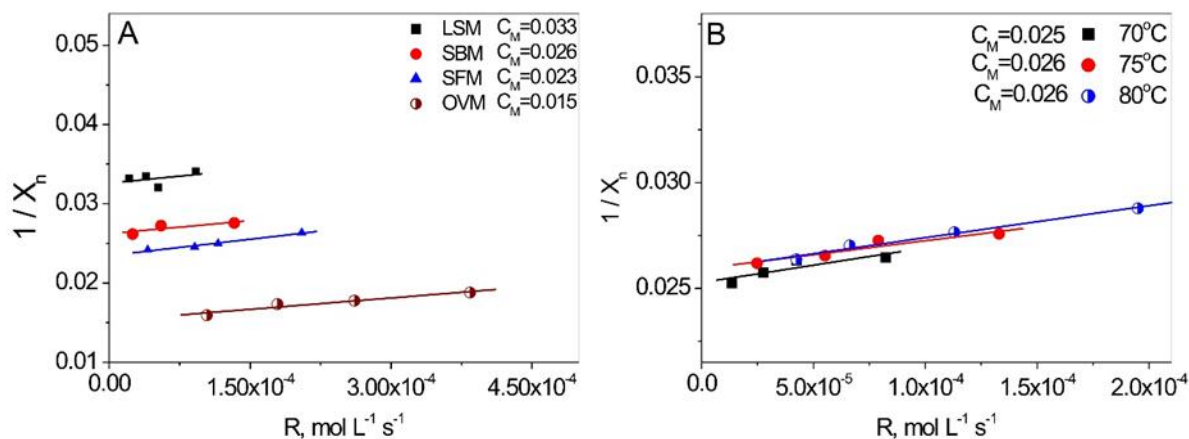 A
LSM C_M=0.033
SBM C_M=0.026
SFM C_M=0.023
OVM C_M=0.015
0.05
0.04
0.03
0.02
0.01
1 / X_n
0.00
1.50x10^-4
3.00x10^-4
4.50x10^-4
R, mol L^-1 s^-1
B
C_M=0.025 70°C
C_M=0.026 75°C
C_M=0.026 80°C
0.035
0.030
0.025
1 / X_n
0.0
5.0x10^-5
1.0x10^-4
1.5x10^-4
2.0x10^-4
R, mol L^-1 s^-1